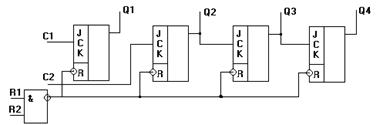 Q1 Q2 Q3 Q4
C1 J J J J
C C C C
K K K K
C2 R R R R
R1 &
R2